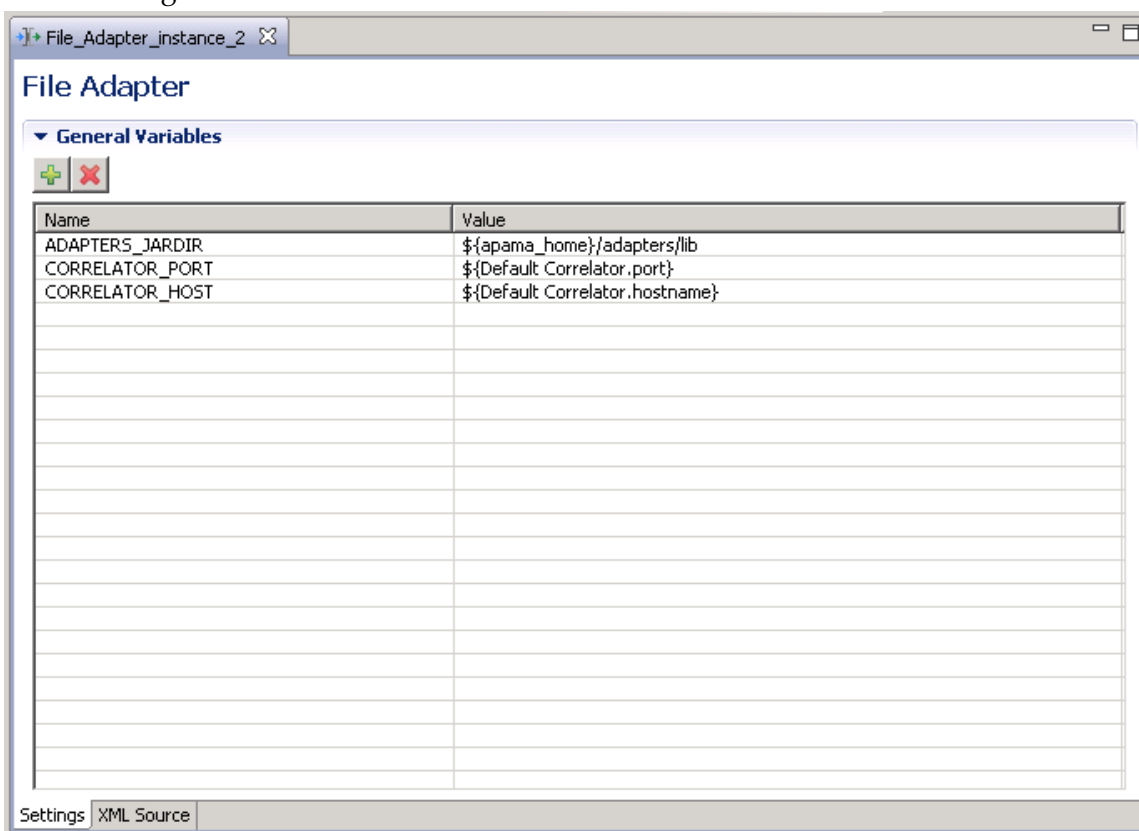 File_Adapter_instance_2
File Adapter
General Variables
Name Value
ADAPTERS_JARDIR ${apama_home}/adapters/lib
CORRELATOR_PORT ${Default Correlator.port}
CORRELATOR_HOST ${Default Correlator.hostname}
Settings XML Source